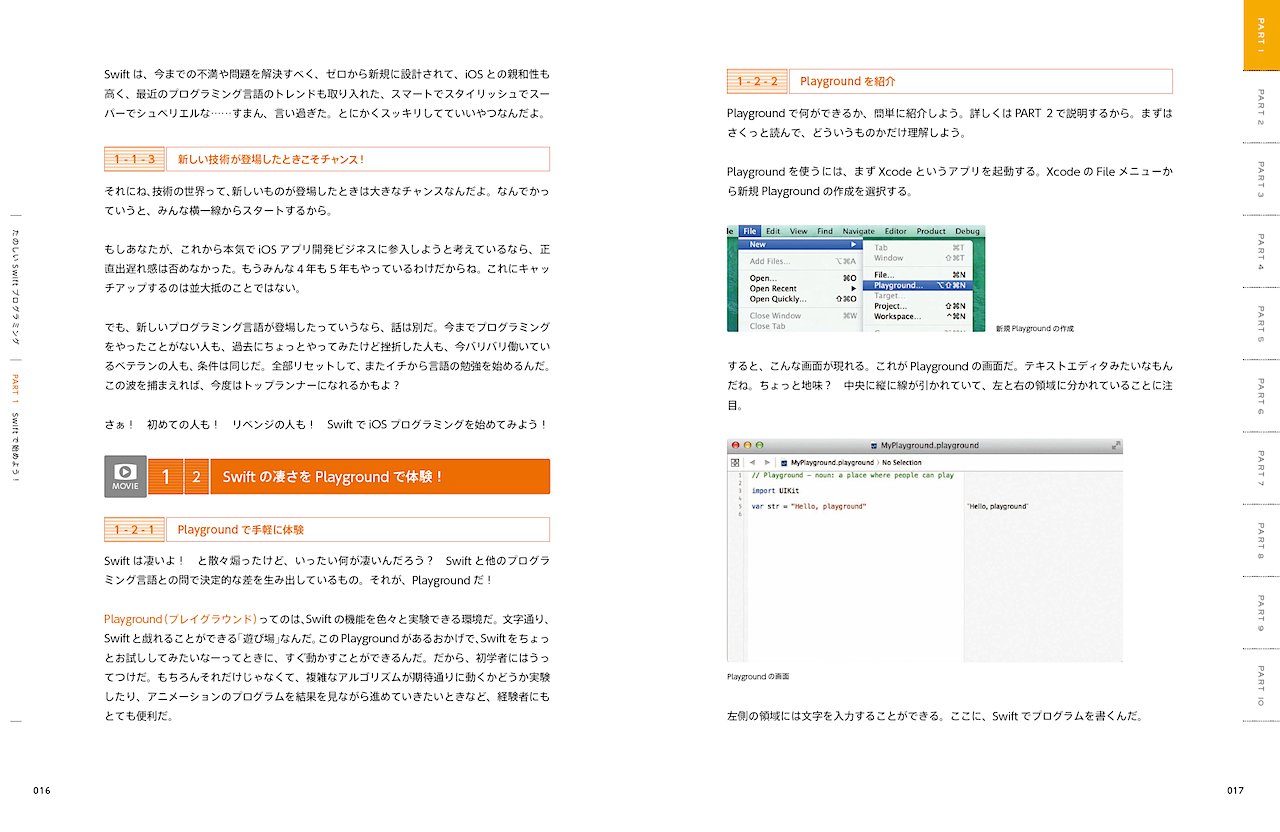 Swift は、今までの不満や問題を解決すべく、ゼロから新規に設計されて、iOS との親和性も
高く、最近のプログラミング言語のトレンドも取り入れた、スマートでスタイリッシュでスー
パーでシュペリエルな……すまん、言い過ぎた。とにかくスッキリしてていいやつなんだよ。
1-1-3 新しい技術が登場したときこそチャンス！
それにね、技術の世界って、新しいものが登場したときは大きなチャンスなんだよ。なんでかっ
ていうと、みんな横一線からスタートするから。
もしあなたが、これから本気で iOS アプリ開発ビジネスに参入しようと考えているなら、正
直出遅れ感は否めなかった。もうみんな 4 年も 5 年もやっているわけだからね。これにキャッ
チアップするのは並大抵のことではない。
でも、新しいプログラミング言語が登場したっていうなら、話は別だ。今までプログラミング
をやったことがない人も、過去にちょっとやってみたけど挫折した人も、今バリバリ働いてい
るベテランの人も、条件は同じだ。全部リセットして、またイチから言語の勉強を始めるんだ。
この波を捕まえれば、今度はトップランナーになれるかもよ？
さぁ！　初めての人も！　リベンジの人も！　Swift で iOS プログラミングを始めてみよう！
MOVIE 1 2 Swift の凄さを Playground で体験！
1-2-1 Playground で手軽に体験
Swift は凄いよ！　と散々煽ったけど、いったい何が凄いんだろう？　Swift と他のプログラ
ミング言語との間で決定的な差を生み出しているもの。それが、Playground だ！
Playground（プレイグラウンド）ってのは、Swift の機能を色々と実験できる環境だ。文字通り、
Swift と戯れることができる「遊び場」なんだ。この Playground があるおかげで、Swift をちょっ
とお試ししてみたいなーってときに、すぐ動かすことができるんだ。だから、初学者にはうっ
てつけだ。もちろんそれだけじゃなくて、複雑なアルゴリズムが期待通りに動くかどうか実験
したり、アニメーションのプログラムを結果を見ながら進めていきたいときなど、経験者にも
とても便利だ。
たのしい Swift プログラミング
PART 1 Swift で始めよう！
016
1-2-2 Playground を紹介
Playground で何ができるか、簡単に紹介しよう。詳しくは PART 2 で説明するから。まずは
さくっと読んで、どういうものかだけ理解しよう。
Playground を使うには、まず Xcode というアプリを起動する。Xcode の File メニューか
ら新規 Playground の作成を選択する。
le File Edit View Find Navigate Editor Product Debug
New ▶
Add Files... ⌥⌘A
Open... ⌘O
Open Recent ▶
Open Quickly... ⇧⌘O
Close Window ⌘W
Close Tab
Tab ⌘T
Window ⇧⌘T
File... ⌘N
Playground... ⌥⇧⌘N
Target...
Project... ⇧⌘N
Workspace... ^⌘N
新規 Playground の作成
すると、こんな画面が現れる。これが Playground の画面だ。テキストエディタみたいなもん
だね。ちょっと地味？　中央に縦に線が引かれていて、左と右の領域に分かれていることに注
目。
MyPlayground.playground
MyPlayground.playground 〉 No Selection
1 // Playground – noun: a place where people can play
2
3 import UIKit
4
5 var str = "Hello, playground"
6
"Hello, playground"
Playground の画面
左側の領域には文字を入力することができる。ここに、Swift でプログラムを書くんだ。
PART 1
PART 2
PART 3
PART 4
PART 5
PART 6
PART 7
PART 8
PART 9
PART 10
017